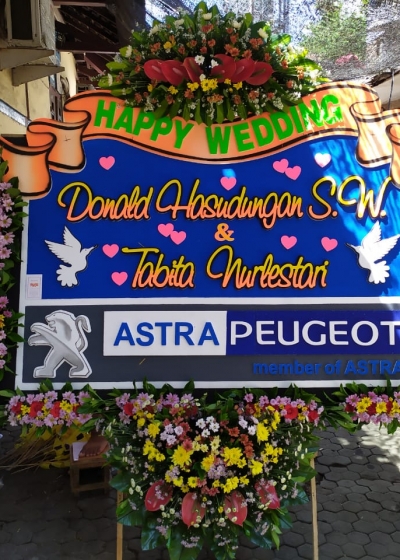 HAPPY WEDDING
Donald Hasudungan S.W.
&
Tabita Nurlestari
ASTRA PEUGEOT
member of ASTRA